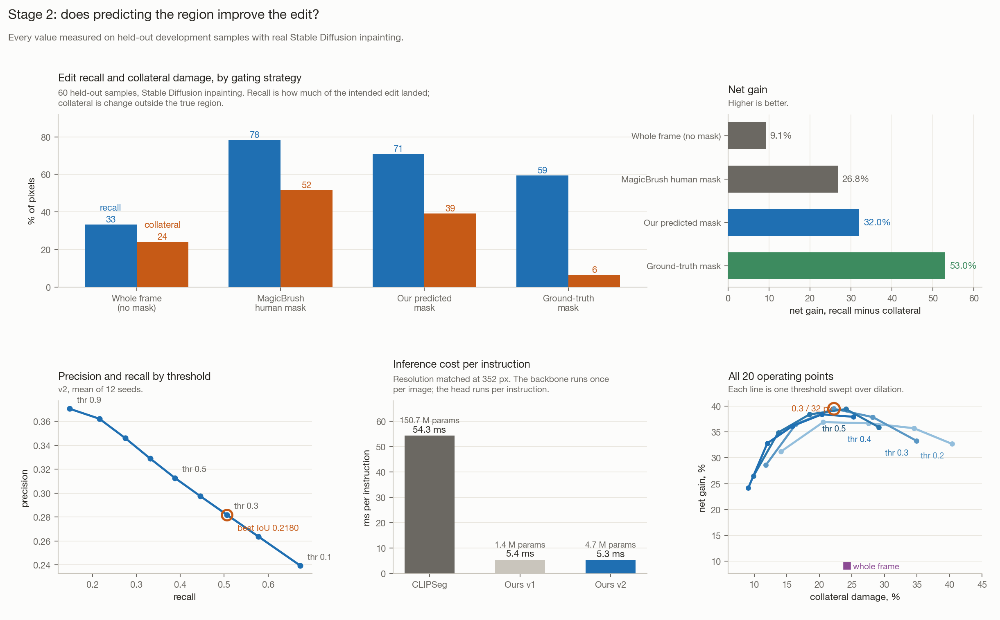 Stage 2: does predicting the region improve the edit?
Every value measured on held-out development samples with real Stable Diffusion inpainting.
Edit recall and collateral damage, by gating strategy
60 held-out samples, Stable Diffusion inpainting. Recall is how much of the intended edit landed;
collateral is change outside the true region.
% of pixels
80
60
40
20
0
recall
33
collateral
24
78
52
71
39
59
6
Whole frame
(no mask)
MagicBrush
human mask
Our predicted
mask
Ground-truth
mask
Net gain
Higher is better.
Whole frame (no mask)
9.1%
MagicBrush human mask
26.8%
Our predicted mask
32.0%
Ground-truth mask
53.0%
0 10 20 30 40 50 60
net gain, recall minus collateral
Precision and recall by threshold
v2, mean of 12 seeds.
precision
0.36
0.34
0.32
0.30
0.28
0.26
0.24
thr 0.9
thr 0.5
thr 0.3
best IoU 0.2180
thr 0.1
0.2 0.3 0.4 0.5 0.6
recall
Inference cost per instruction
Resolution matched at 352 px. The backbone runs once
per image; the head runs per instruction.
ms per instruction
60
50
40
30
20
10
0
150.7 M params
54.3 ms
1.4 M params
5.4 ms
4.7 M params
5.3 ms
CLIPSeg Ours v1 Ours v2
All 20 operating points
Each line is one threshold swept over dilation.
net gain, %
40
35
30
25
20
15
10
0.3 / 32 px
thr 0.5
thr 0.4
thr 0.3
thr 0.2
whole frame
10 15 20 25 30 35 40 45
collateral damage, %